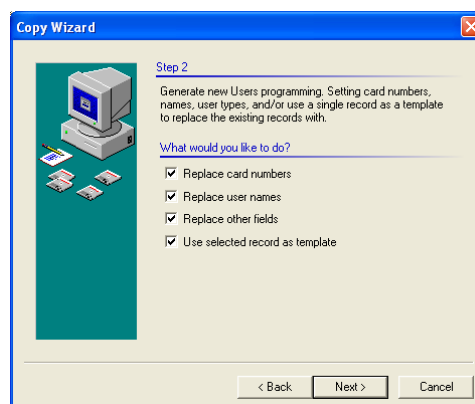 Copy Wizard
Step 2
Generate new Users programming. Setting card numbers,
names, user types, and/or use a single record as a template
to replace the existing records with.
What would you like to do?
Replace card numbers
Replace user names
Replace other fields
Use selected record as template
< Back
Next >
Cancel